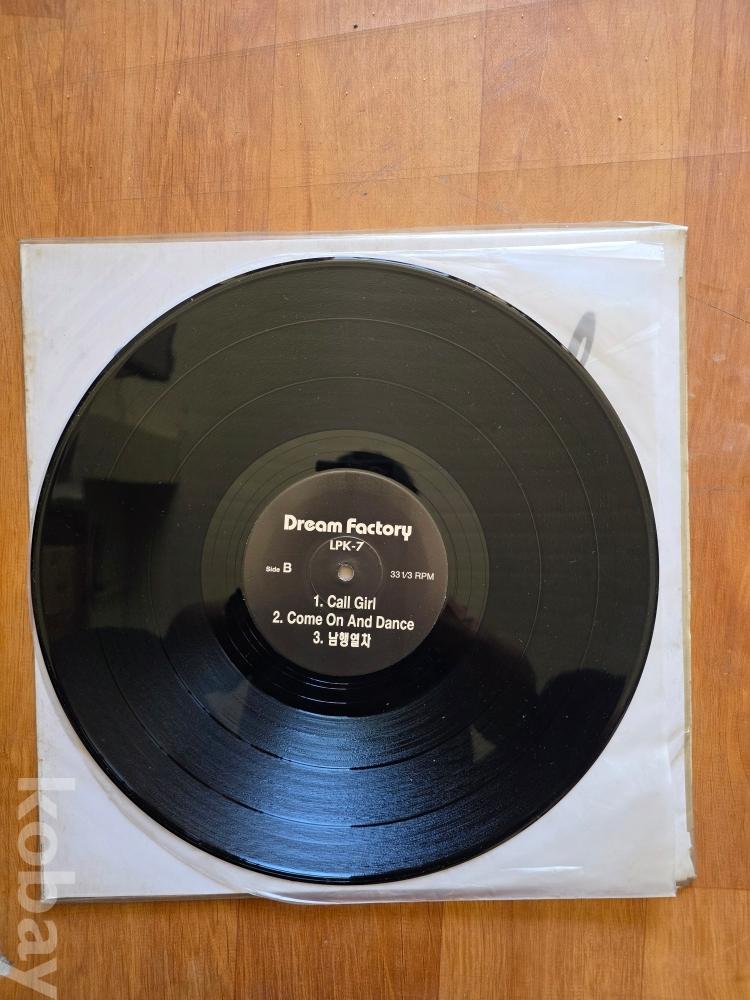 Dream Factory
LPK-7
Side B
33 1/3 RPM
1. Call Girl
2. Come On And Dance
3. 남행열차
kobay